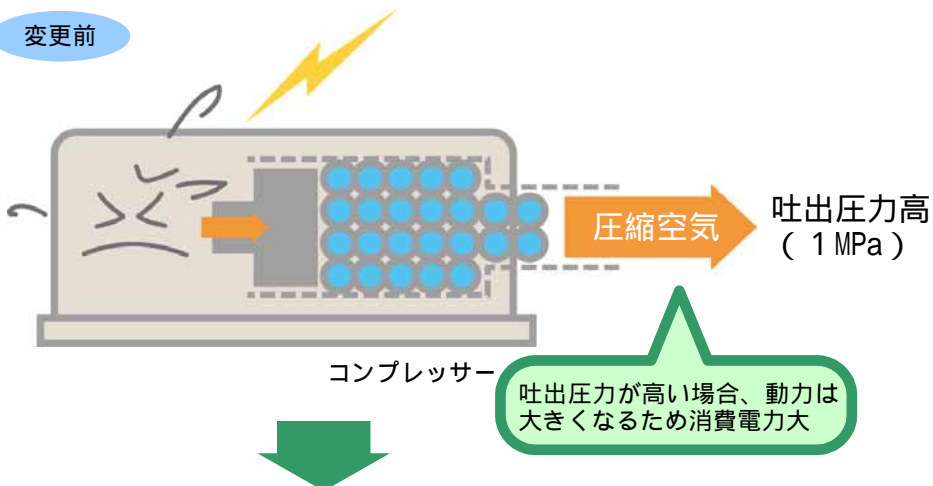 変更前
圧縮空気
吐出圧力高
（１MPa）
コンプレッサー
吐出圧力が高い場合、動力は
大きくなるため消費電力大